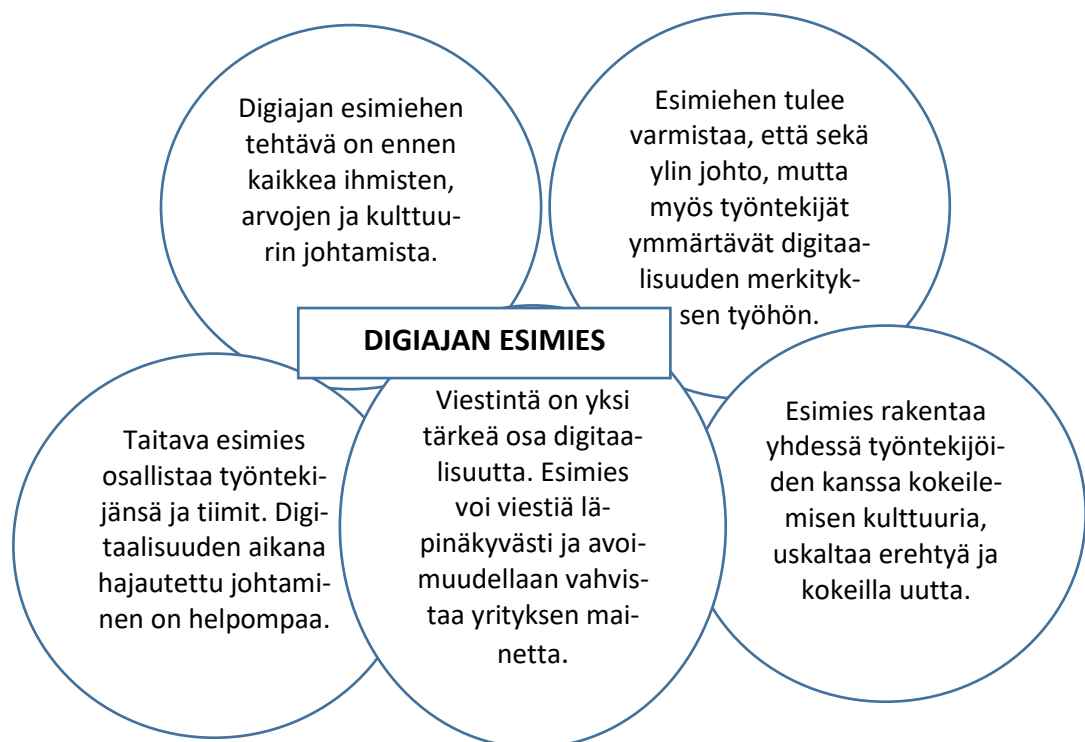 Digiajan esimiehen
tehtävä on ennen
kaikkea ihmisten,
arvojen ja kulttuu-
rin johtamista.
Esimiehen tulee
varmistaa, että sekä
ylin johto, mutta
myös työntekijät
ymmärtävät digitaa-
lisuuden merkityk-
sen työhön.
DIGIAJAN ESIMIES
Taitava esimies
osallistaa työnteki-
jänsä ja tiimit. Digi-
taalisuuden aikana
hajautettu johtami-
nen on helpompaa.
Viestintä on yksi
tärkeä osa digitaa-
lisuutta. Esimies
voi viestiä lä-
pinäkyvästi ja avoi-
muudellaan vahvis-
taa yrityksen mai-
netta.
Esimies rakentaa
yhdessä työntekijöi-
den kanssa kokeile-
misen kulttuuria,
uskaltaa erehtyä ja
kokeilla uutta.